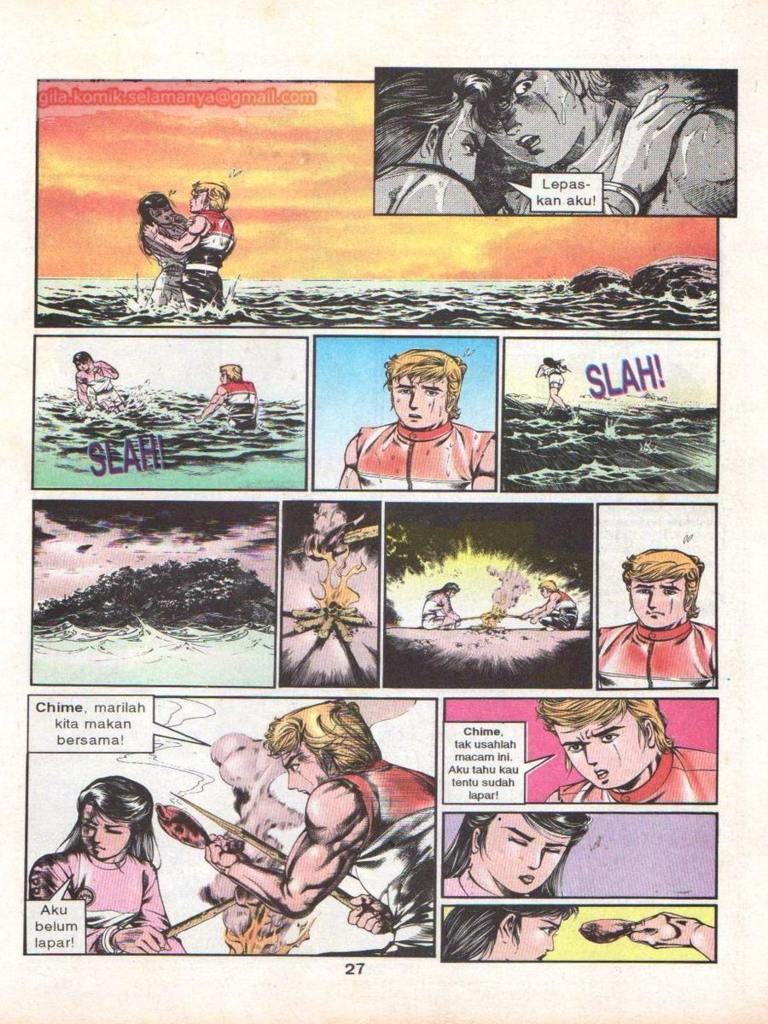 gila.komik.selamanya@gmail.com
Lepas-
kan aku!
SLAH!
SLAH!
Chime, marilah
kita makan
bersama!
Aku
belum
lapar!
Chime,
tak usahlah
macam ini.
Aku tahu kau
tentu sudah
lapar!
27